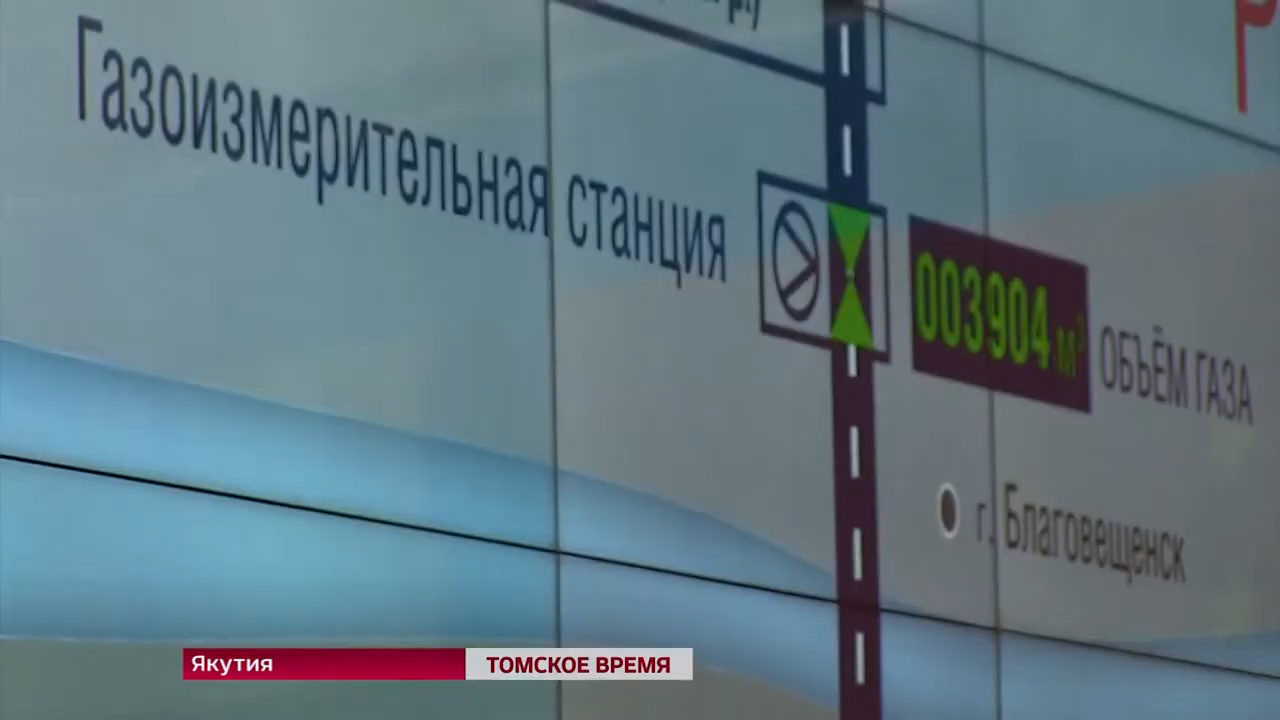 Газоизмерительная станция
003904 м³
ОБЪЁМ ГАЗА
г. Благовещенск
Якутия
ТОМСКОЕ ВРЕМЯ